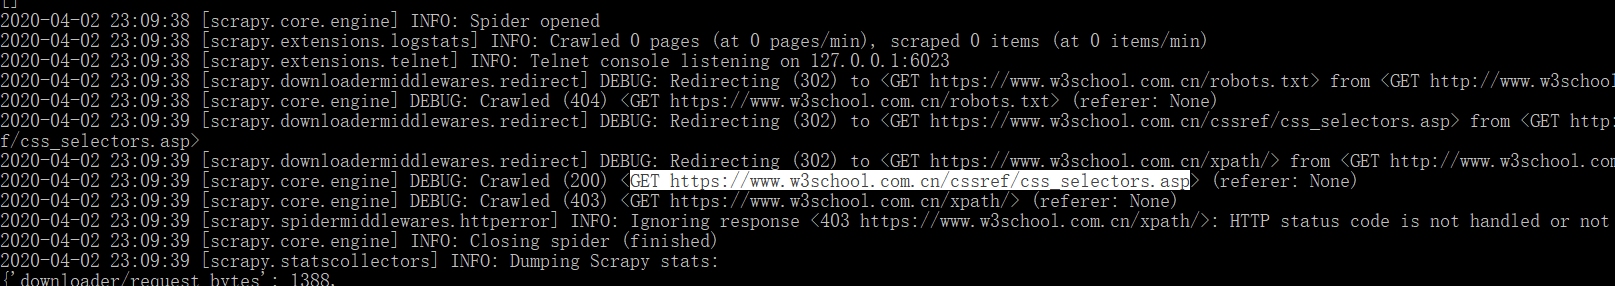 []
2020-04-02 23:09:38 [scrapy.core.engine] INFO: Spider opened
2020-04-02 23:09:38 [scrapy.extensions.logstats] INFO: Crawled 0 pages (at 0 pages/min), scraped 0 items (at 0 items/min)
2020-04-02 23:09:38 [scrapy.extensions.telnet] INFO: Telnet console listening on 127.0.0.1:6023
2020-04-02 23:09:38 [scrapy.downloadermiddlewares.redirect] DEBUG: Redirecting (302) to <GET https://www.w3school.com.cn/robots.txt> from <GET http://www.w3school
2020-04-02 23:09:39 [scrapy.core.engine] DEBUG: Crawled (404) <GET https://www.w3school.com.cn/robots.txt> (referer: None)
2020-04-02 23:09:39 [scrapy.downloadermiddlewares.redirect] DEBUG: Redirecting (302) to <GET https://www.w3school.com.cn/cssref/css_selectors.asp> from <GET http:
f/css_selectors.asp>
2020-04-02 23:09:39 [scrapy.downloadermiddlewares.redirect] DEBUG: Redirecting (302) to <GET https://www.w3school.com.cn/xpath/> from <GET http://www.w3school.com
2020-04-02 23:09:39 [scrapy.core.engine] DEBUG: Crawled (200) <GET https://www.w3school.com.cn/cssref/css_selectors.asp> (referer: None)
2020-04-02 23:09:39 [scrapy.core.engine] DEBUG: Crawled (403) <GET https://www.w3school.com.cn/xpath/> (referer: None)
2020-04-02 23:09:39 [scrapy.spidermiddlewares.httperror] INFO: Ignoring response <403 https://www.w3school.com.cn/xpath/>: HTTP status code is not handled or not
2020-04-02 23:09:39 [scrapy.core.engine] INFO: Closing spider (finished)
2020-04-02 23:09:39 [scrapy.statscollectors] INFO: Dumping Scrapy stats:
{'downloader/request_bytes': 1388,